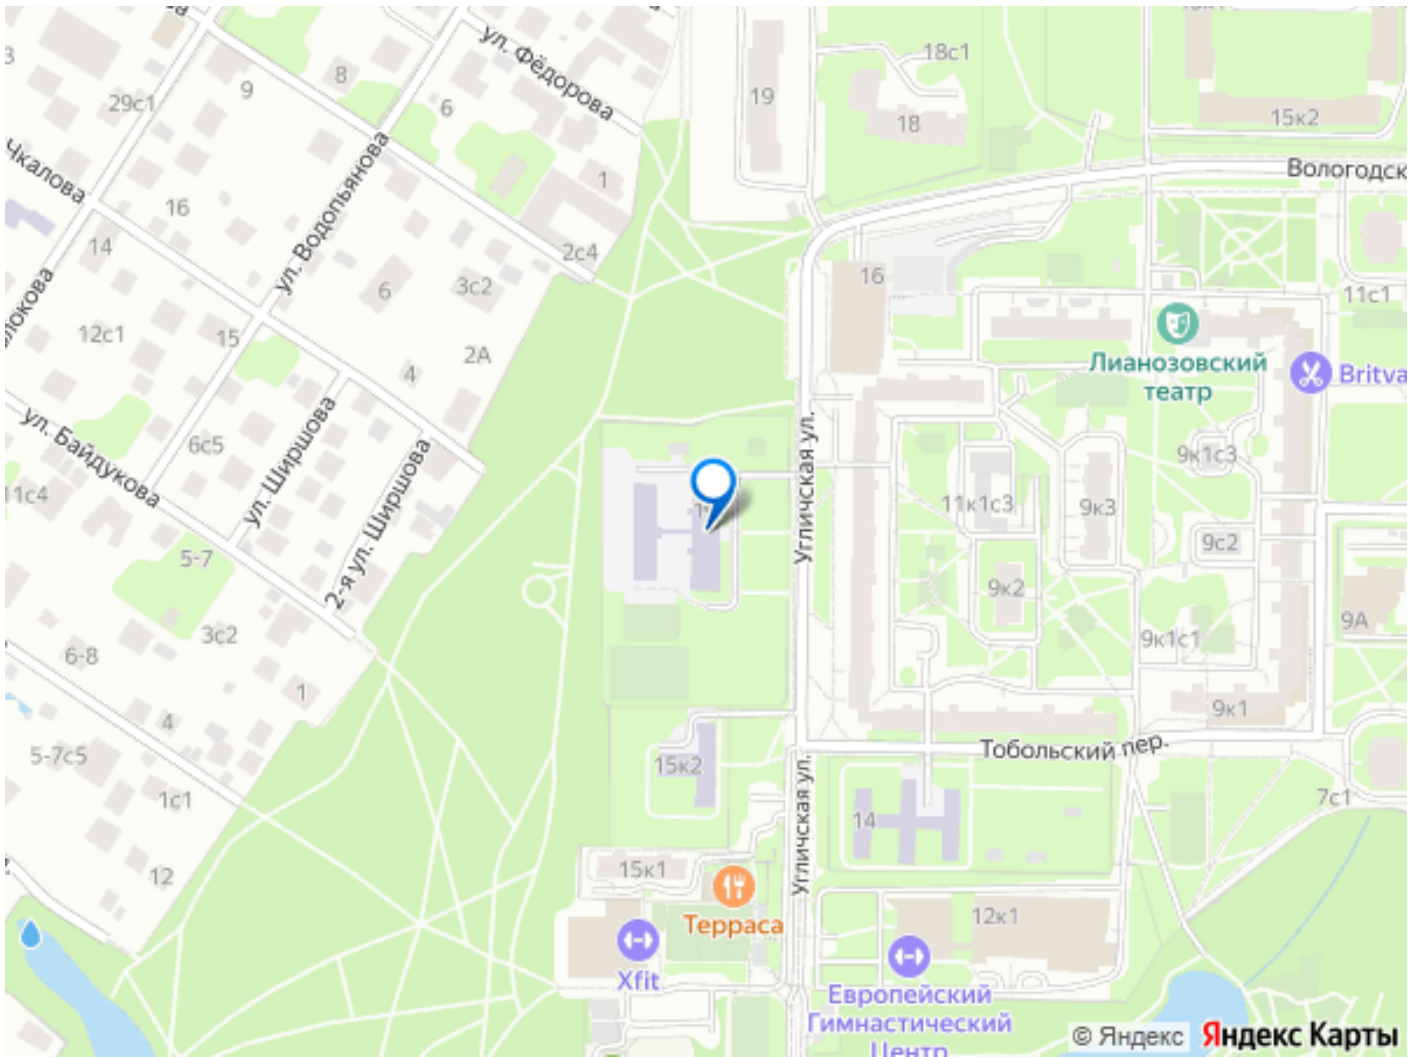 ул. Фёдорова
18с1
15к2
19
18
8
9
6
29с1
3
Чкалова
ул. Водопьянова
Вологодск
16
1
14
2с4
6
3с2
16
11с1
12с1
15
2А
4
Лианозовский
театр
Britva
ул. Байдукова
6с5
ул. Ширшова
2-я ул. Ширшова
Угличская ул.
9к1с3
11с4
11к1с3
9к3
9с2
5-7
9к2
3с2
9к1с1
9А
6-8
1
4
9к1
5-7с5
15к2
Тобольский пер.
1с1
Угличская ул.
14
7с1
12
15к1
12к1
Терраса
Xfit
Европейский
Гимнастический
Центр
© Яндекс Яндекс Карты